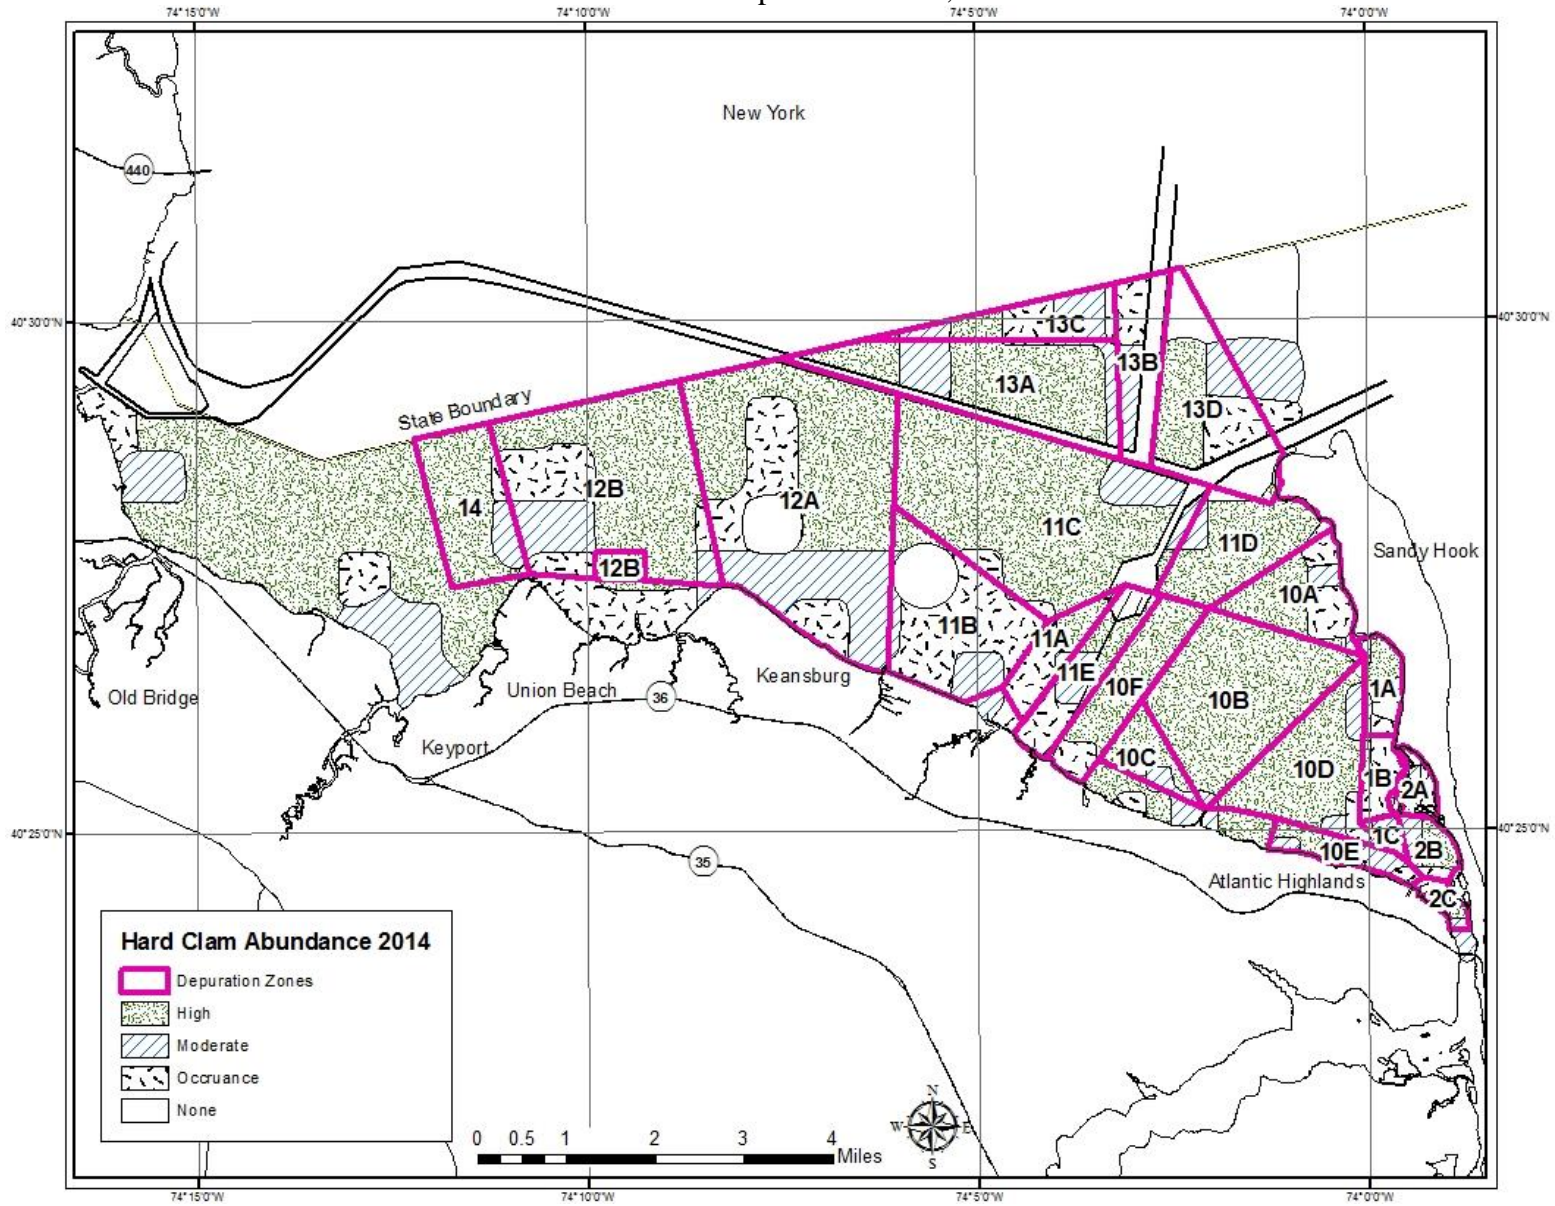 74°15'0"W
74°10'0"W
74°5'0"W
74°0'0"W
New York
440
40°30'0"N
40°30'0"N
13C
13B
13A
State Boundary
13D
12B
12A
14
11C
11D
Sandy Hook
12B
10A
11B
11A
11E
Keansburg
Union Beach
Old Bridge
36
10F
10B
1A
Keyport
10C
10D
1B
2A
40°25'0"N
40°25'0"N
1C
35
10E
2B
Atlantic Highlands
2C
Hard Clam Abundance 2014
Depuration Zones
High
Moderate
Occruance
None
N
W
E
S
0 0.5 1 2 3 4
Miles
74°15'0"W
74°10'0"W
74°5'0"W
74°0'0"W